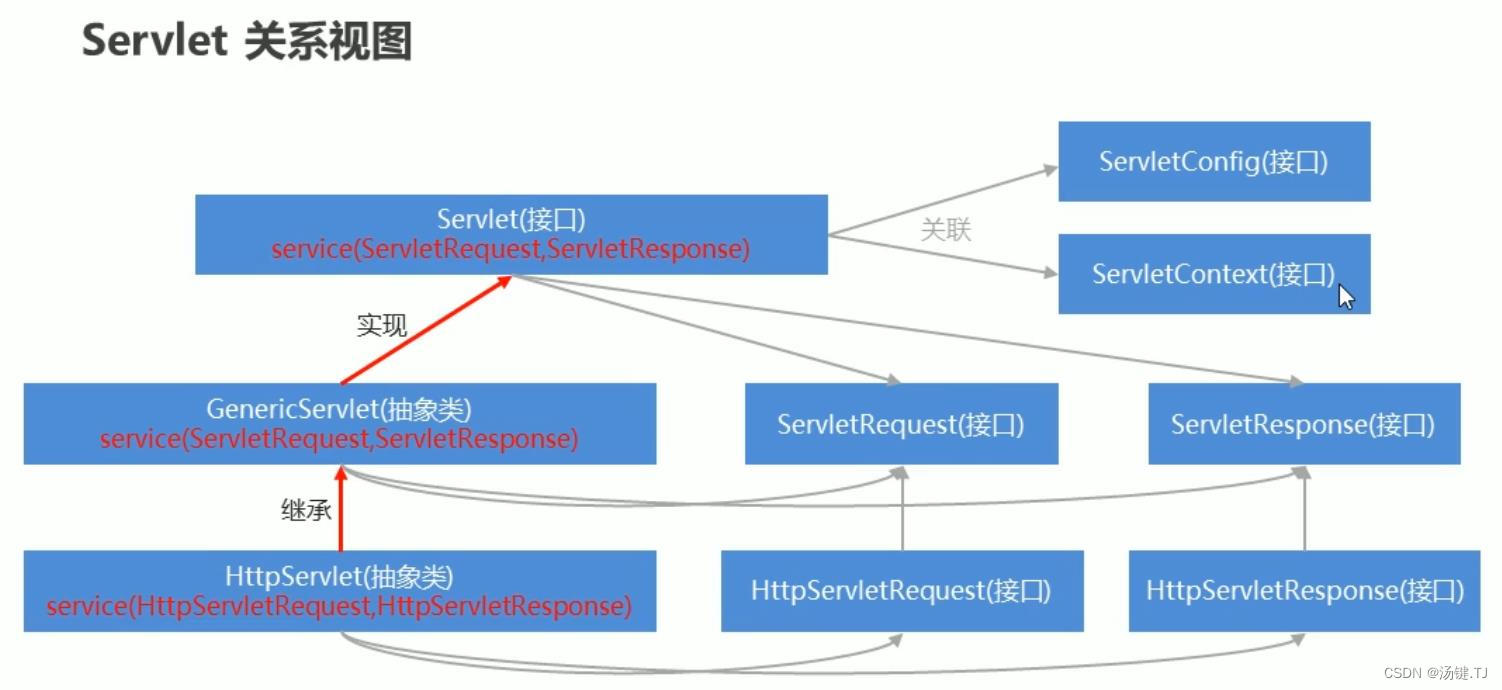 Servlet 关系视图
ServletConfig(接口)
Servlet(接口)
service(ServletRequest,ServletResponse)
关联
ServletContext(接口)
实现
GenericServlet(抽象类)
service(ServletRequest,ServletResponse)
ServletRequest(接口)
ServletResponse(接口)
继承
HttpServlet(抽象类)
service(HttpServletRequest,HttpServletResponse)
HttpServletRequest(接口)
HttpServletResponse(接口)
CSDN @汤键.TJ